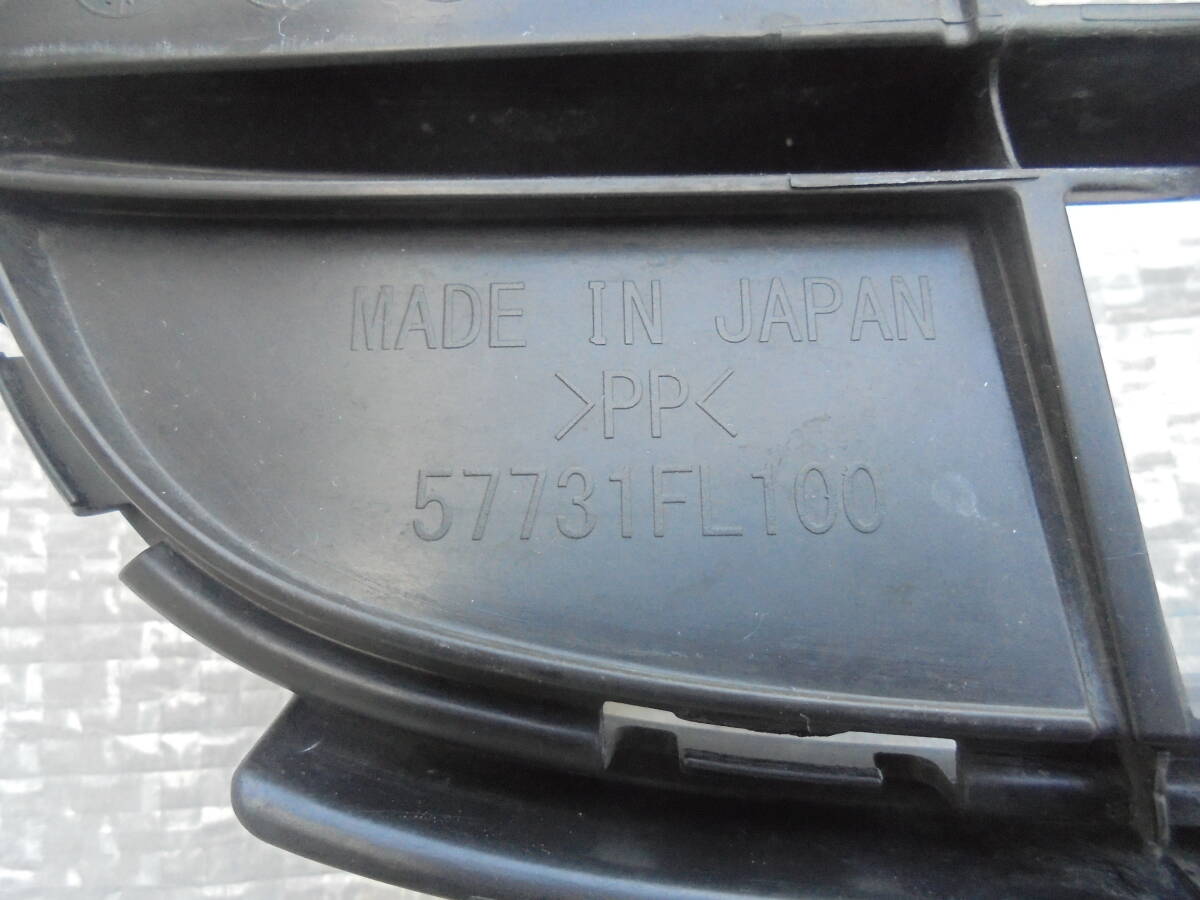 MADE IN JAPAN
>PP<
57731FL100